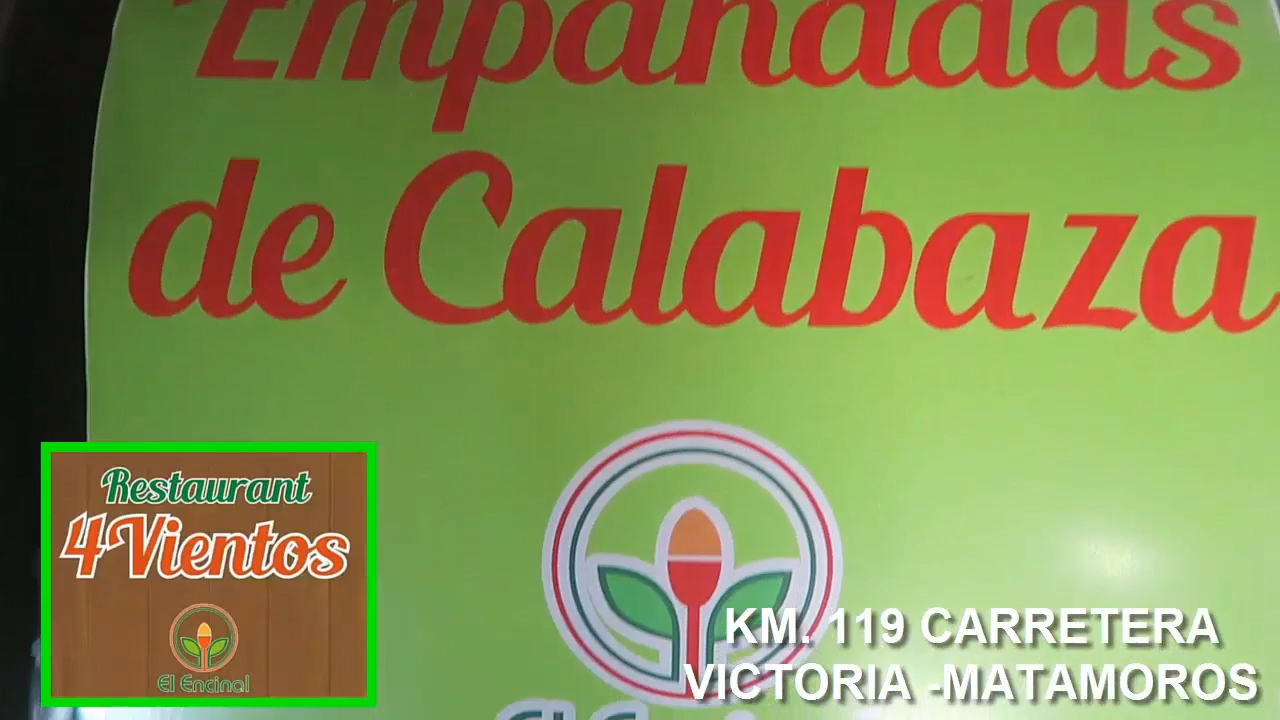 Empanadas
de Calabaza
Restaurant
4Vientos
El Encinal
KM. 119 CARRETERA
VICTORIA -MATAMOROS